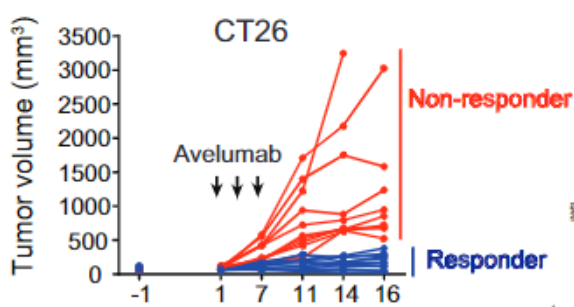 CT26
Tumor volume (mm³)
3500
3000
2500
2000
1500
1000
500
0
Avelumab
Non-responder
Responder
-1 1 7 11 14 16